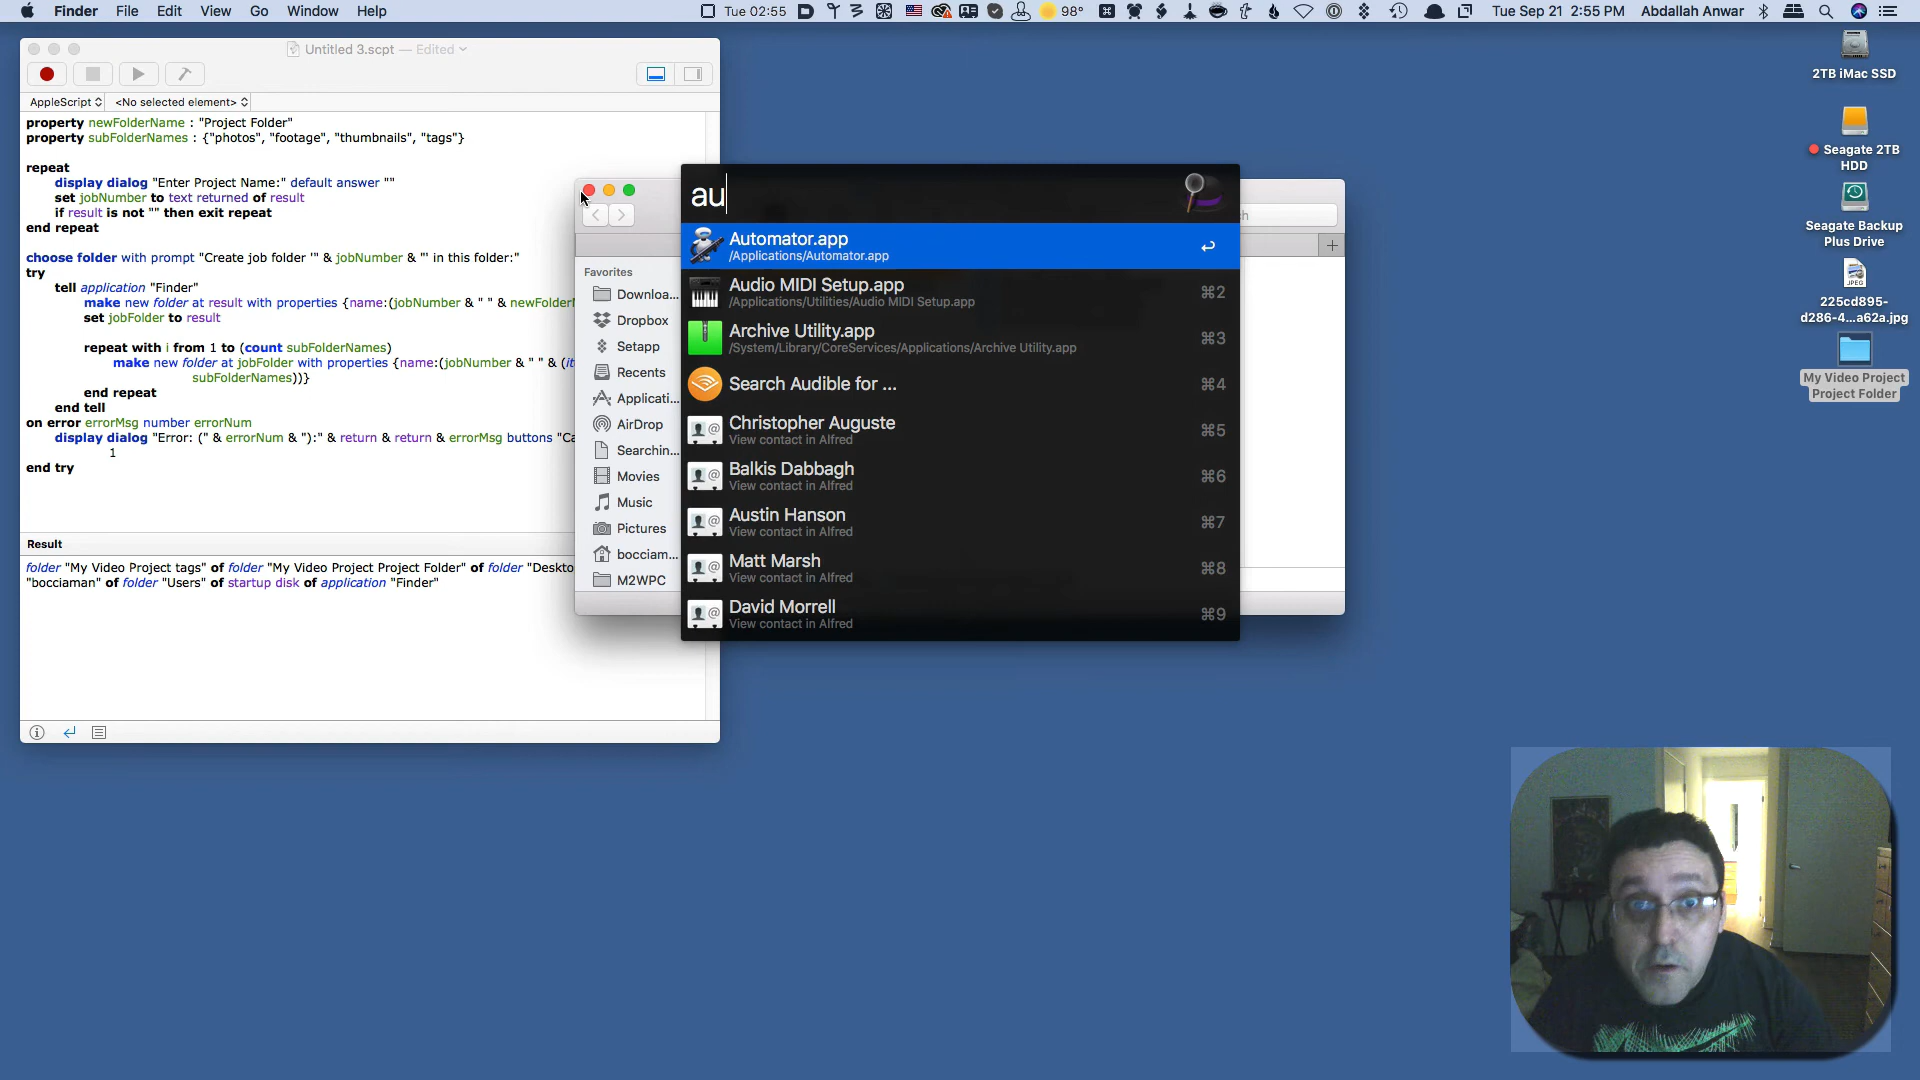 Finder File Edit View Go Window Help
Tue 02:55
98°
Tue Sep 21 2:55 PM Abdallah Anwar
Untitled 3.scpt — Edited
AppleScript <No selected element>
property newFolderName : "Project Folder"
property subFolderNames : {"photos", "footage", "thumbnails", "tags"}
repeat
display dialog "Enter Project Name:" default answer ""
set jobNumber to text returned of result
if result is not "" then exit repeat
end repeat
choose folder with prompt "Create job folder '" & jobNumber & "' in this folder:"
try
tell application "Finder"
make new folder at result with properties {name:(jobNumber & " " & newFolderN
set jobFolder to result
repeat with i from 1 to (count subFolderNames)
make new folder at jobFolder with properties {name:(jobNumber & " " & (it
subFolderNames))}
end repeat
end tell
on error errorMsg number errorNum
display dialog "Error: (" & errorNum & "):" & return & return & errorMsg buttons "Ca
1
end try
Result
folder "My Video Project tags" of folder "My Video Project Project Folder" of folder "Deskto
"bocciaman" of folder "Users" of startup disk of application "Finder"
Favorites
Downloa...
Dropbox
Setapp
Recents
Applicati...
AirDrop
Searchin...
Movies
Music
Pictures
bocciam...
M2WPC
au
Automator.app
/Applications/Automator.app
Audio MIDI Setup.app
/Applications/Utilities/Audio MIDI Setup.app
⌘2
Archive Utility.app
/System/Library/CoreServices/Applications/Archive Utility.app
⌘3
Search Audible for ...
⌘4
Christopher Auguste
View contact in Alfred
⌘5
Balkis Dabbagh
View contact in Alfred
⌘6
Austin Hanson
View contact in Alfred
⌘7
Matt Marsh
View contact in Alfred
⌘8
David Morrell
View contact in Alfred
⌘9
2TB iMac SSD
Seagate 2TB
HDD
Seagate Backup
Plus Drive
JPEG
225cd895-
d286-4...a62a.jpg
My Video Project
Project Folder